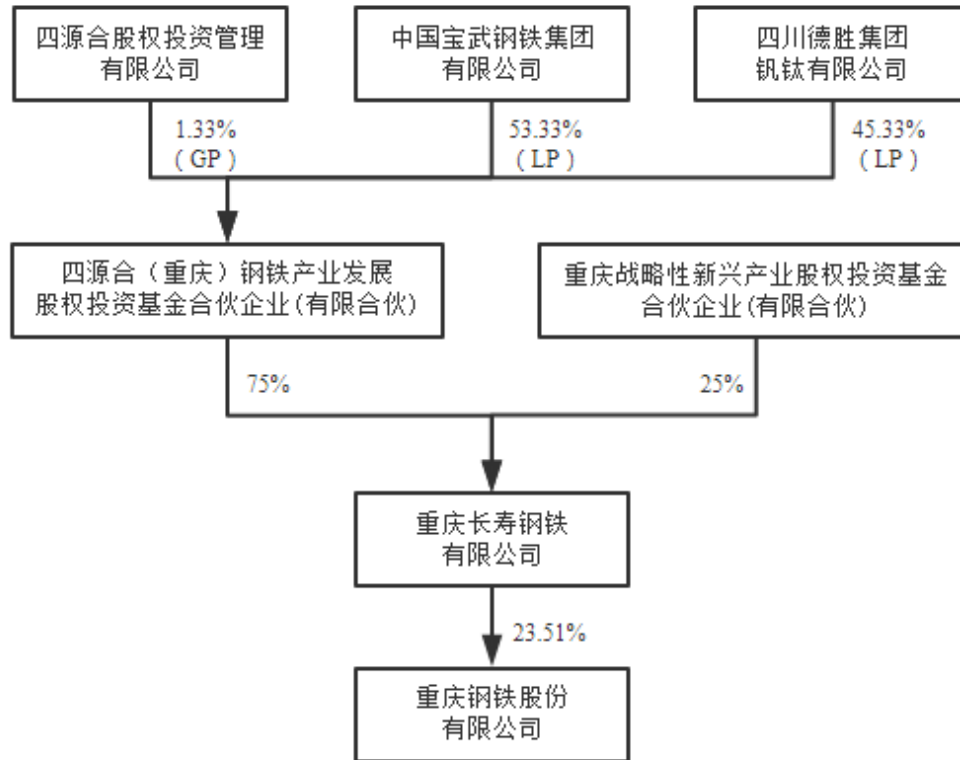 四源合股权投资管理
有限公司
中国宝武钢铁集团
有限公司
四川德胜集团
钒钛有限公司
1.33%
( GP )
53.33%
( LP )
45.33%
( LP )
四源合（重庆）钢铁产业发展
股权投资基金合伙企业(有限合伙)
重庆战略性新兴产业股权投资基金
合伙企业(有限合伙)
75%
25%
重庆长寿钢铁
有限公司
23.51%
重庆钢铁股份
有限公司